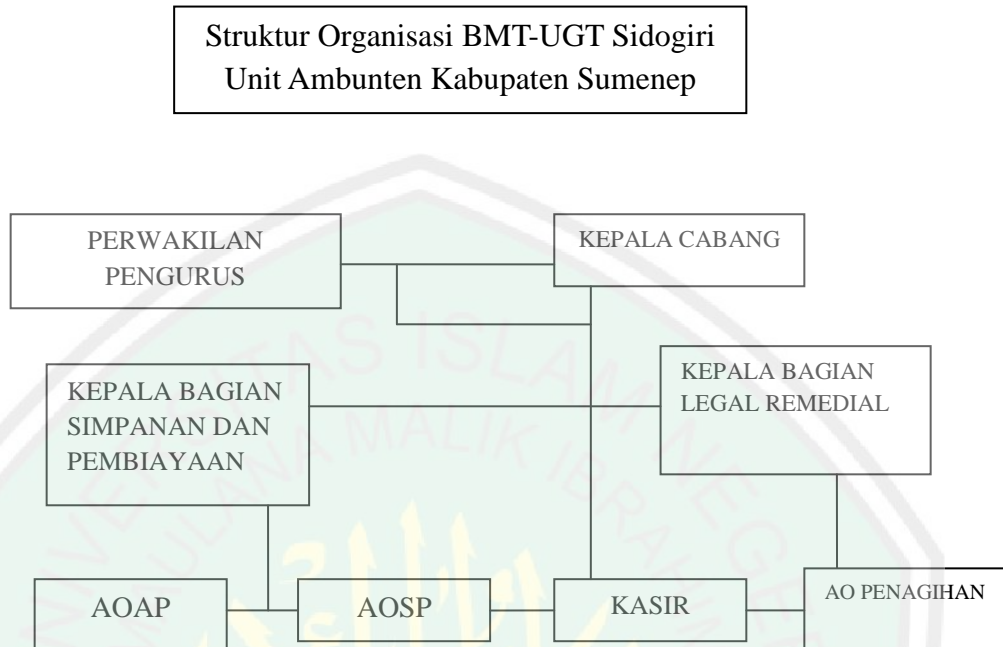 Struktur Organisasi BMT-UGT Sidogiri
Unit Ambunten Kabupaten Sumenep
PERWAKILAN
PENGURUS
KEPALA CABANG
KEPALA BAGIAN
SIMPANAN DAN
PEMBIAYAAN
KEPALA BAGIAN
LEGAL REMEDIAL
AOAP
AOSP
KASIR
AO PENAGIHAN